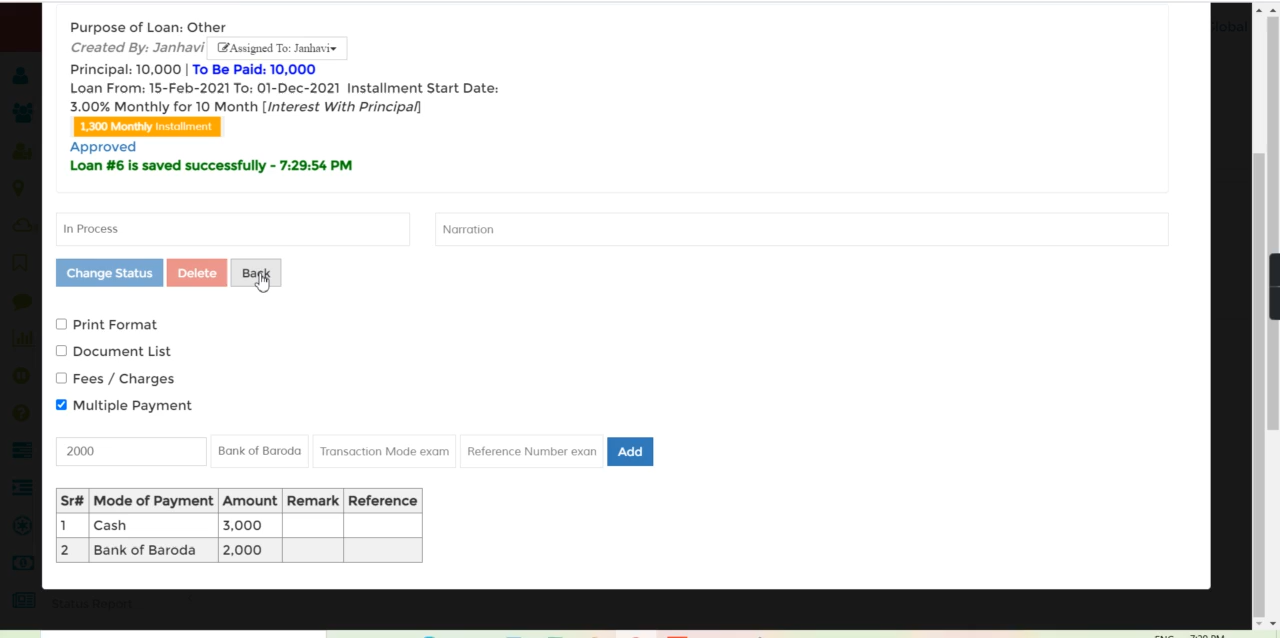 Purpose of Loan: Other
Created By: Janhavi Assigned To: Janhavi
Principal: 10,000 | To Be Paid: 10,000
Loan From: 15-Feb-2021 To: 01-Dec-2021 Installment Start Date:
3.00% Monthly for 10 Month [Interest With Principal]
1,300 Monthly Installment
Approved
Loan #6 is saved successfully - 7:29:54 PM
In Process Narration
Change Status Delete Back
Print Format
Document List
Fees / Charges
Multiple Payment
2000 Bank of Baroda Transaction Mode exam Reference Number exan Add
Sr# Mode of Payment Amount Remark Reference
1 Cash 3,000
2 Bank of Baroda 2,000
Status Report